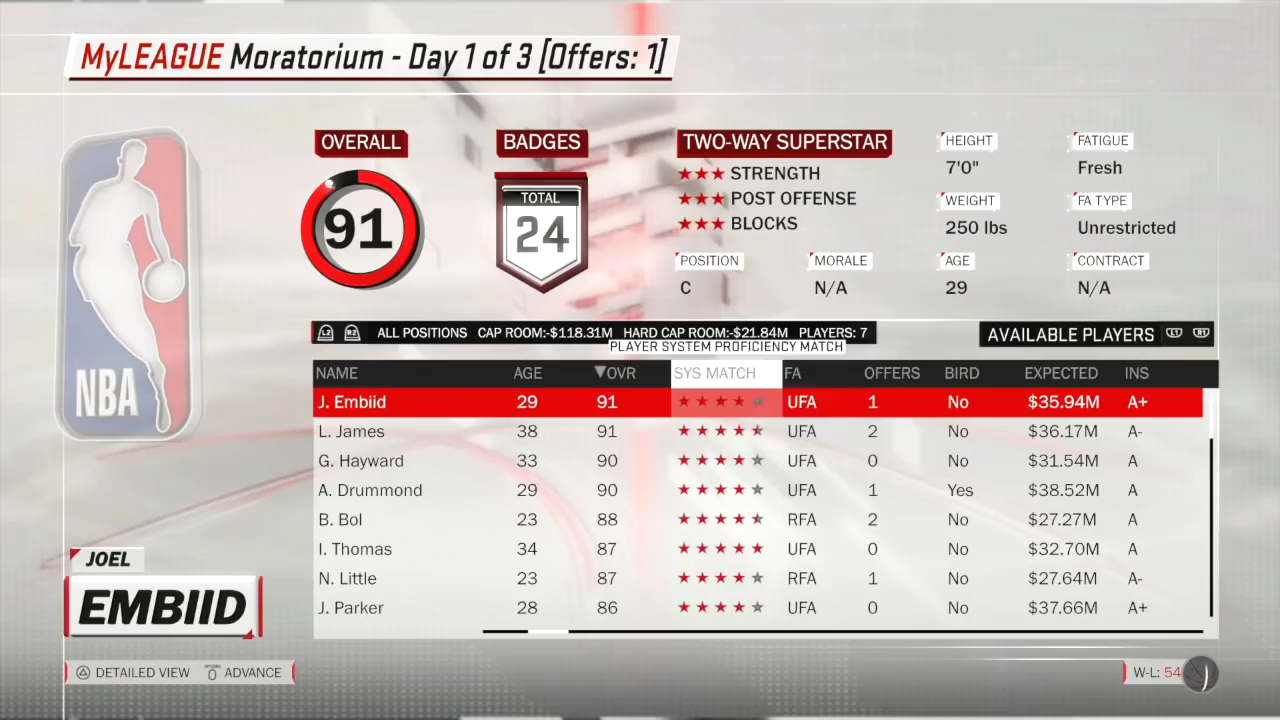 MyLEAGUE Moratorium - Day 1 of 3 [Offers: 1]
OVERALL
91
BADGES
TOTAL
24
TWO-WAY SUPERSTAR
★★★ STRENGTH
★★★ POST OFFENSE
★★★ BLOCKS
POSITION
C
MORALE
N/A
HEIGHT
7'0"
WEIGHT
250 lbs
AGE
29
FATIGUE
Fresh
FA TYPE
Unrestricted
CONTRACT
N/A
NBA
L2 R2 ALL POSITIONS CAP ROOM:-$118.31M HARD CAP ROOM:-$21.84M PLAYERS: 7
AVAILABLE PLAYERS L1 R1
PLAYER SYSTEM PROFICIENCY MATCH
NAME AGE ▼OVR SYS MATCH FA OFFERS BIRD EXPECTED INS
J. Embiid 29 91 UFA 1 No $35.94M A+
L. James 38 91 UFA 2 No $36.17M A-
G. Hayward 33 90 UFA 0 No $31.54M A
A. Drummond 29 90 UFA 1 Yes $38.52M A
B. Bol 23 88 RFA 2 No $27.27M A
I. Thomas 34 87 UFA 0 No $32.70M A
N. Little 23 87 RFA 1 No $27.64M A-
J. Parker 28 86 UFA 0 No $37.66M A+
JOEL
EMBIID
DETAILED VIEW OPTIONS ADVANCE
W-L: 54